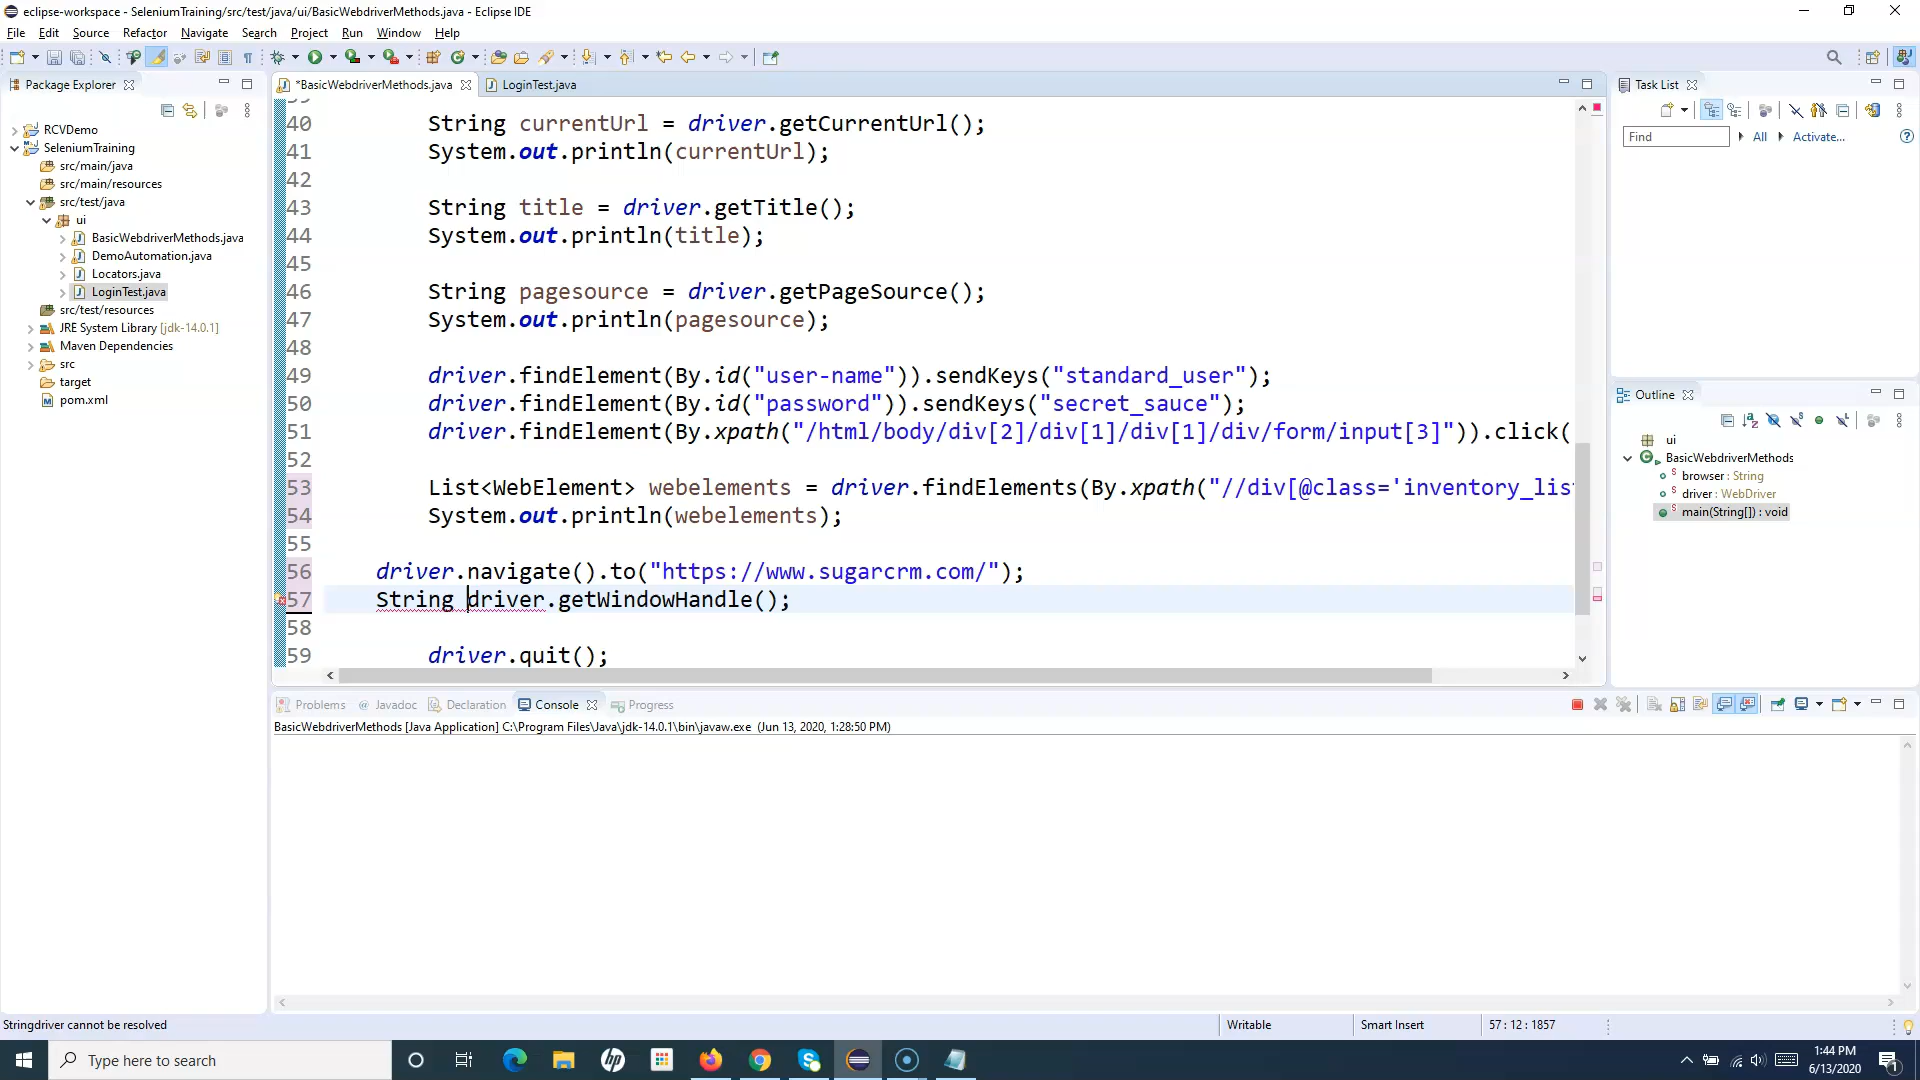 eclipse-workspace - SeleniumTraining/src/test/java/ui/BasicWebdriverMethods.java - Eclipse IDE
File Edit Source Refactor Navigate Search Project Run Window Help
Package Explorer
*BasicWebdriverMethods.java
LoginTest.java
Task List
Find
All
Activate...
RCVDemo
SeleniumTraining
src/main/java
src/main/resources
src/test/java
ui
BasicWebdriverMethods.java
DemoAutomation.java
Locators.java
LoginTest.java
src/test/resources
JRE System Library [jdk-14.0.1]
Maven Dependencies
src
target
pom.xml
40 String currentUrl = driver.getCurrentUrl();
41 System.out.println(currentUrl);
42
43 String title = driver.getTitle();
44 System.out.println(title);
45
46 String pagesource = driver.getPageSource();
47 System.out.println(pagesource);
48
49 driver.findElement(By.id("user-name")).sendKeys("standard_user");
50 driver.findElement(By.id("password")).sendKeys("secret_sauce");
51 driver.findElement(By.xpath("/html/body/div[2]/div[1]/div[1]/div/form/input[3]")).click(
52
53 List<WebElement> webelements = driver.findElements(By.xpath("//div[@class='inventory_lis
54 System.out.println(webelements);
55
56 driver.navigate().to("https://www.sugarcrm.com/");
57 String driver.getWindowHandle();
58
59 driver.quit();
Outline
ui
BasicWebdriverMethods
browser : String
driver : WebDriver
main(String[]) : void
Problems
@ Javadoc
Declaration
Console
Progress
BasicWebdriverMethods [Java Application] C:\Program Files\Java\jdk-14.0.1\bin\javaw.exe (Jun 13, 2020, 1:28:50 PM)
Stringdriver cannot be resolved
Writable
Smart Insert
57 : 12 : 1857
Type here to search
1:44 PM
6/13/2020
1